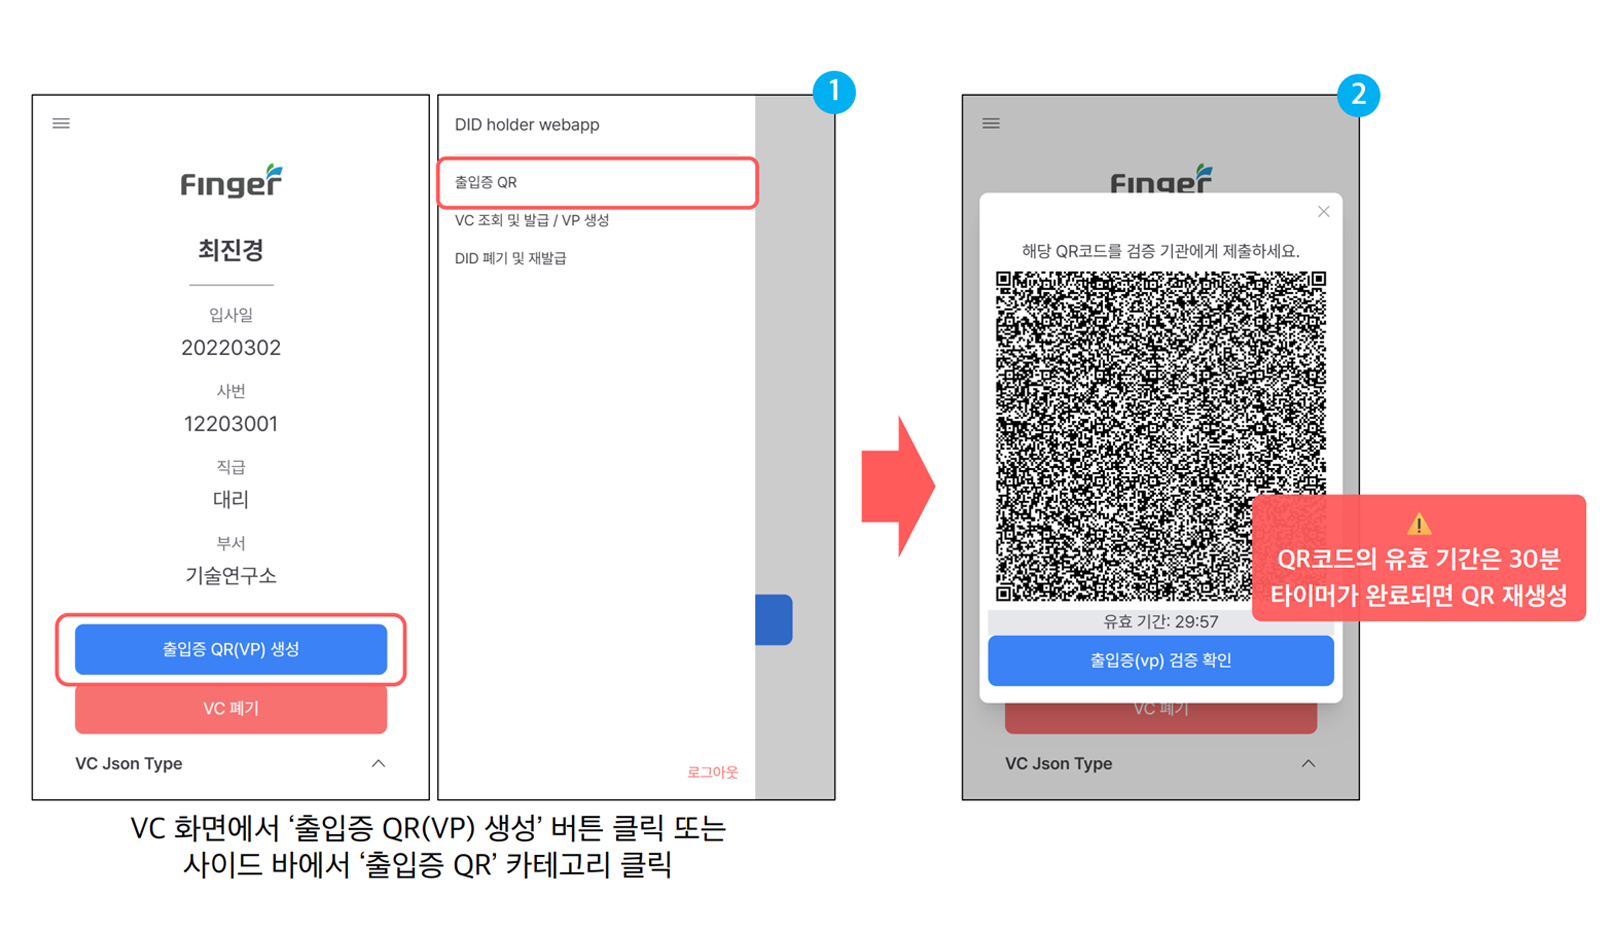 Finger
최진경
입사일
20220302
사번
12203001
직급
대리
부서
기술연구소
출입증 QR(VP) 생성
VC 폐기
VC Json Type
1
DID holder webapp
출입증 QR
VC 조회 및 발급 / VP 생성
DID 폐기 및 재발급
로그아웃
VC 화면에서 ‘출입증 QR(VP) 생성’ 버튼 클릭 또는
사이드 바에서 ‘출입증 QR’ 카테고리 클릭
2
Finger
해당 QR코드를 검증 기관에게 제출하세요.
QR코드의 유효 기간은 30분
타이머가 완료되면 QR 재생성
유효 기간: 29:57
출입증(vp) 검증 확인
VC 폐기
VC Json Type